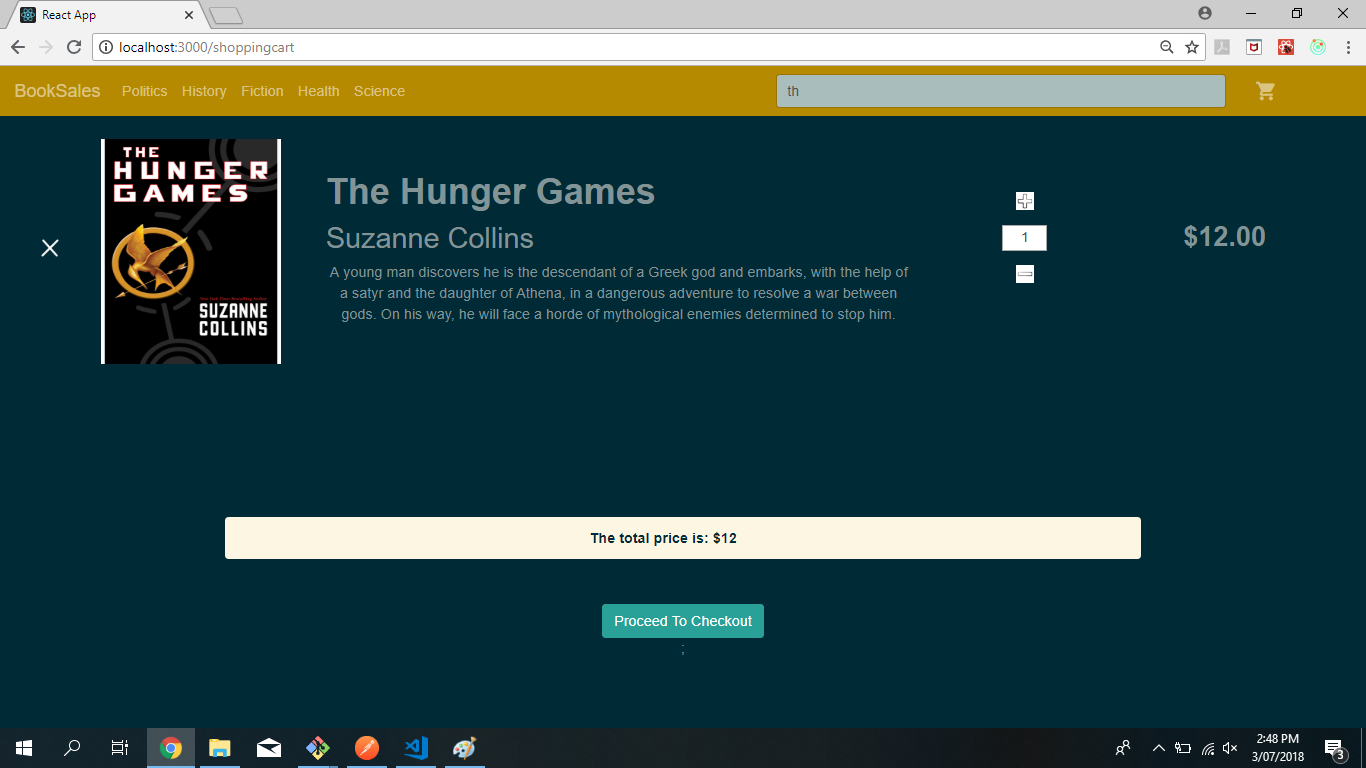 React App
localhost:3000/shoppingcart
BookSales Politics History Fiction Health Science th
THE
HUNGER
GAMES
SUZANNE
COLLINS
The Hunger Games
Suzanne Collins
A young man discovers he is the descendant of a Greek god and embarks, with the help of
a satyr and the daughter of Athena, in a dangerous adventure to resolve a war between
gods. On his way, he will face a horde of mythological enemies determined to stop him.
1
$12.00
The total price is: $12
Proceed To Checkout
;
2:48 PM
3/07/2018
3